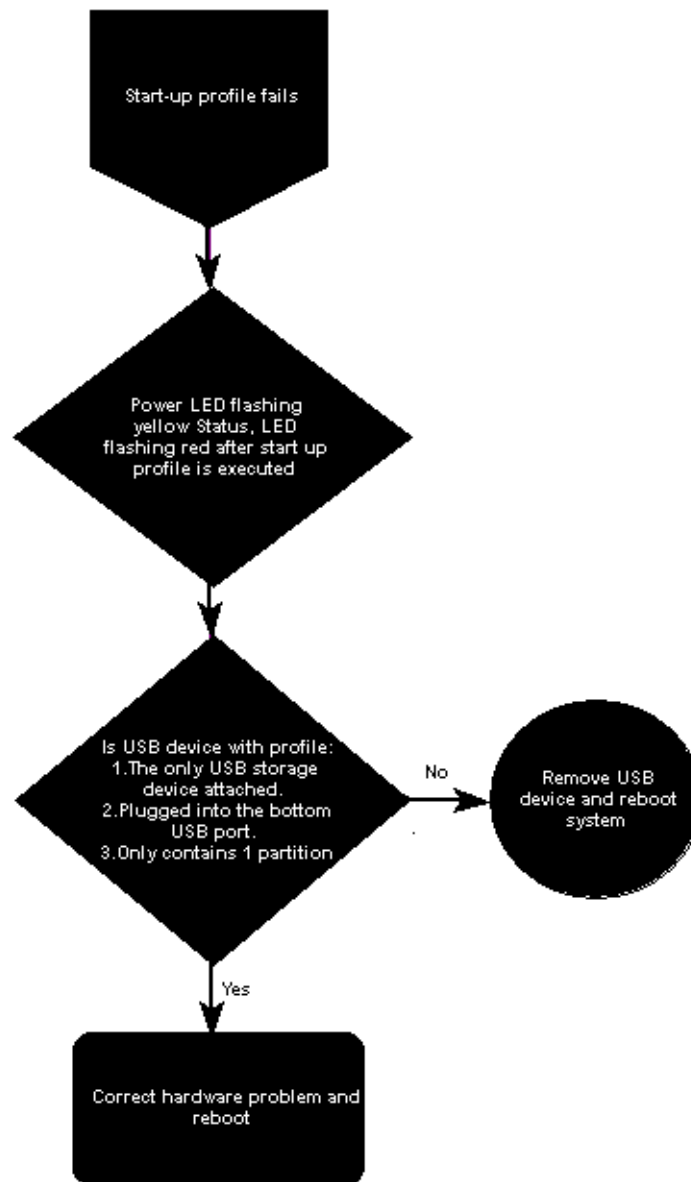 Start-up profile fails
Power LED flashing
yellow Status, LED
flashing red after start up
profile is executed
Is USB device with profile:
1.The only USB storage
device attached.
2.Plugged into the bottom
USB port.
3.Only contains 1 partition
No
Remove USB
device and reboot
system
Yes
Correct hardware problem and
reboot